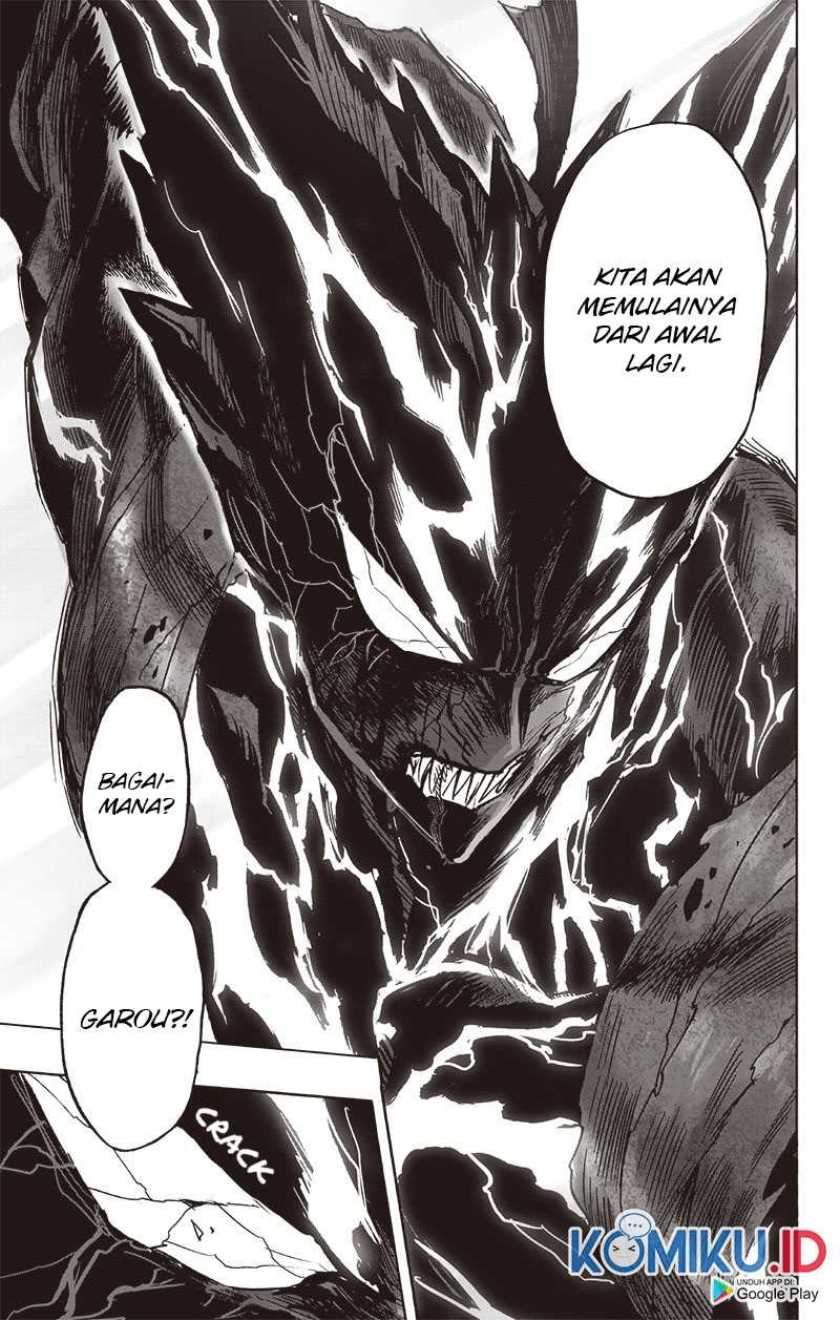 KITA AKAN
MEMULAINYA
DARI AWAL
LAGI.
BAGAI-
MANA?
GAROU?!
CRACK
KOMIKU.ID
UNDUH APP DI:
Google Play